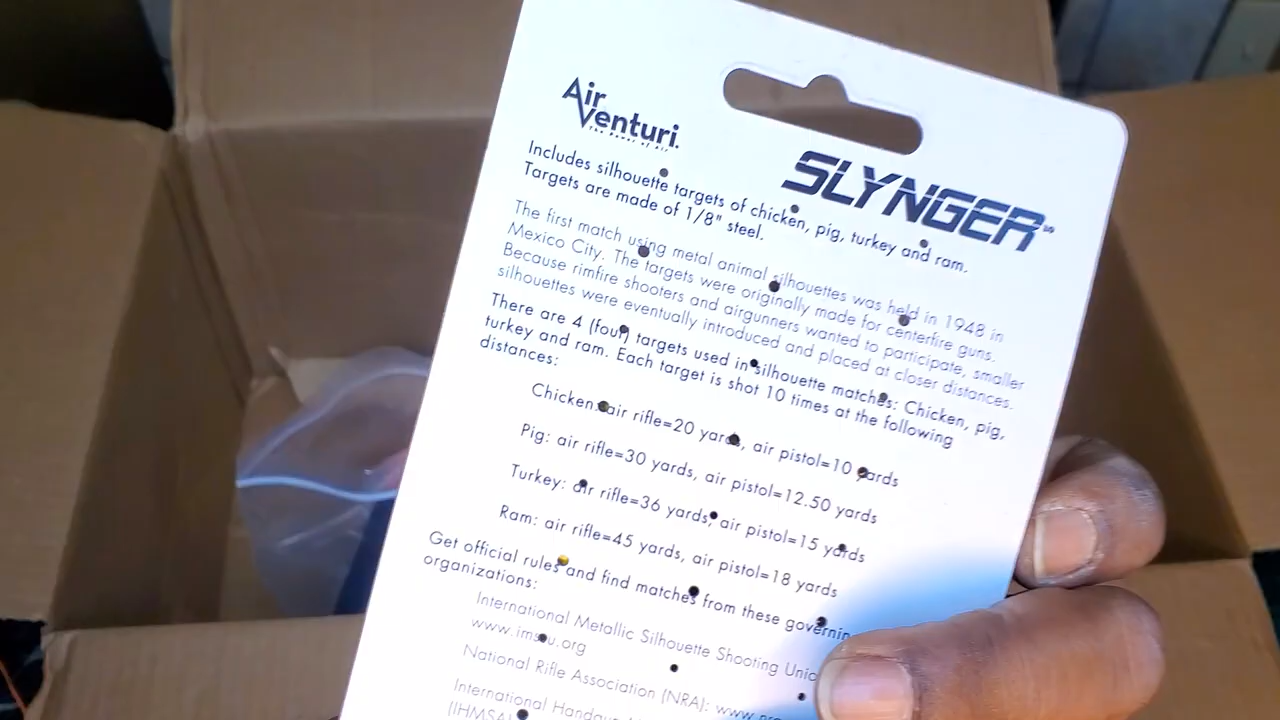 Air
Venturi.
The Power of Air
SLYNGER
Includes silhouette targets of chicken, pig, turkey and ram.
Targets are made of 1/8" steel.
The first match using metal animal silhouettes was held in 1948 in
Mexico City. The targets were originally made for centerfire guns.
Because rimfire shooters and airgunners wanted to participate, smaller
silhouettes were eventually introduced and placed at closer distances.
There are 4 (four) targets used in silhouette matches: Chicken, pig,
turkey and ram. Each target is shot 10 times at the following
distances:
Chicken: air rifle=20 yards, air pistol=10 yards
Pig: air rifle=30 yards, air pistol=12.50 yards
Turkey: air rifle=36 yards, air pistol=15 yards
Ram: air rifle=45 yards, air pistol=18 yards
Get official rules and find matches from these governin
organizations:
International Metallic Silhouette Shooting Unio
www.imssu.org
National Rifle Association (NRA): www.nra
International Handgun
(IHMSA)